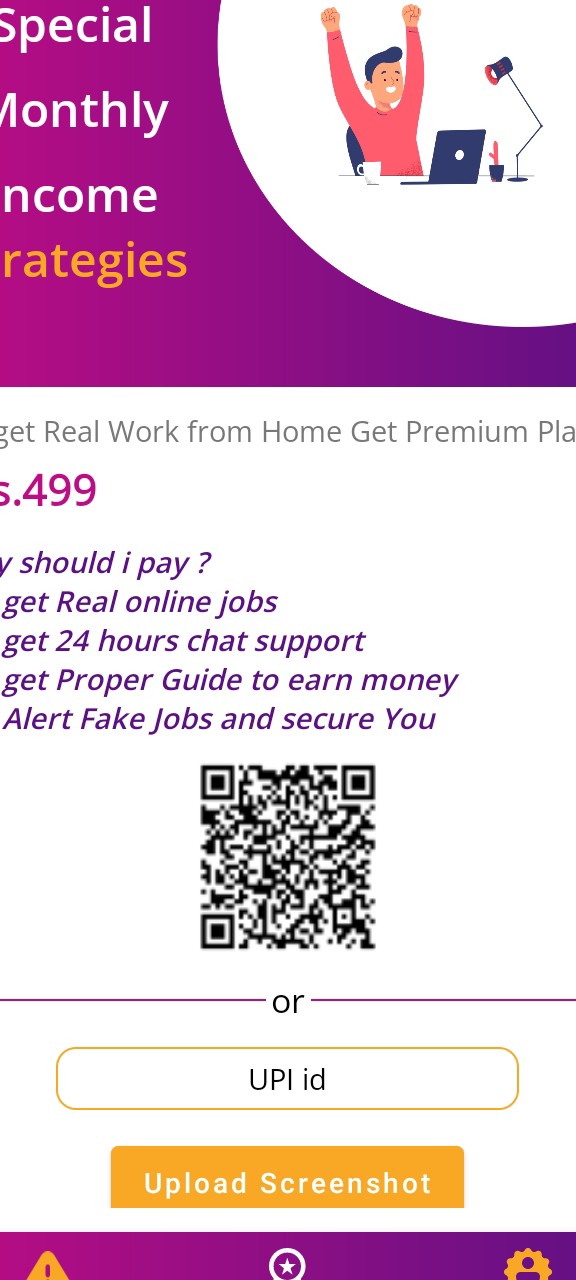 Special
Monthly
ncome
rategies
get Real Work from Home Get Premium Pla
s.499
y should i pay ?
get Real online jobs
get 24 hours chat support
get Proper Guide to earn money
Alert Fake Jobs and secure You
or
UPI id
Upload Screenshot